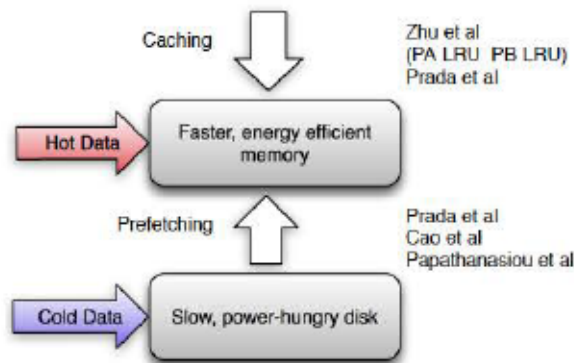 Caching
Zhu et al
(PA LRU PB LRU)
Prada et al
Hot Data
Faster, energy efficient
memory
Prefetching
Prada et al
Cao et al
Papathanasiou et al
Cold Data
Slow, power-hungry disk